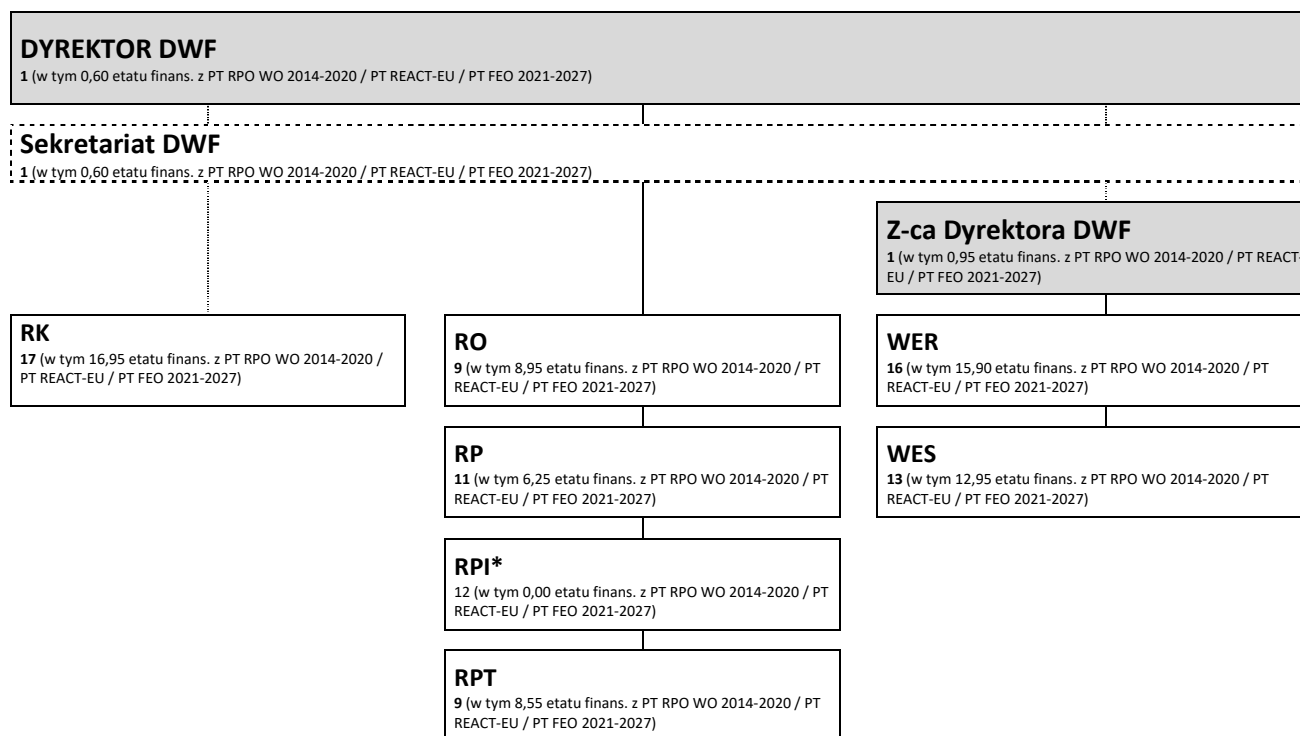 DYREKTOR DWF
1 (w tym 0,60 etatu finans. z PT RPO WO 2014-2020 / PT REACT-EU / PT FEO 2021-2027)
Sekretariat DWF
1 (w tym 0,60 etatu finans. z PT RPO WO 2014-2020 / PT REACT-EU / PT FEO 2021-2027)
Z-ca Dyrektora DWF
1 (w tym 0,95 etatu finans. z PT RPO WO 2014-2020 / PT REACT-
EU / PT FEO 2021-2027)
RK
17 (w tym 16,95 etatu finans. z PT RPO WO 2014-2020 /
PT REACT-EU / PT FEO 2021-2027)
RO
9 (w tym 8,95 etatu finans. z PT RPO WO 2014-2020 / PT
REACT-EU / PT FEO 2021-2027)
WER
16 (w tym 15,90 etatu finans. z PT RPO WO 2014-2020 / PT
REACT-EU / PT FEO 2021-2027)
RP
11 (w tym 6,25 etatu finans. z PT RPO WO 2014-2020 / PT
REACT-EU / PT FEO 2021-2027)
WES
13 (w tym 12,95 etatu finans. z PT RPO WO 2014-2020 / PT
REACT-EU / PT FEO 2021-2027)
RPI*
12 (w tym 0,00 etatu finans. z PT RPO WO 2014-2020 / PT
REACT-EU / PT FEO 2021-2027)
RPT
9 (w tym 8,55 etatu finans. z PT RPO WO 2014-2020 / PT
REACT-EU / PT FEO 2021-2027)